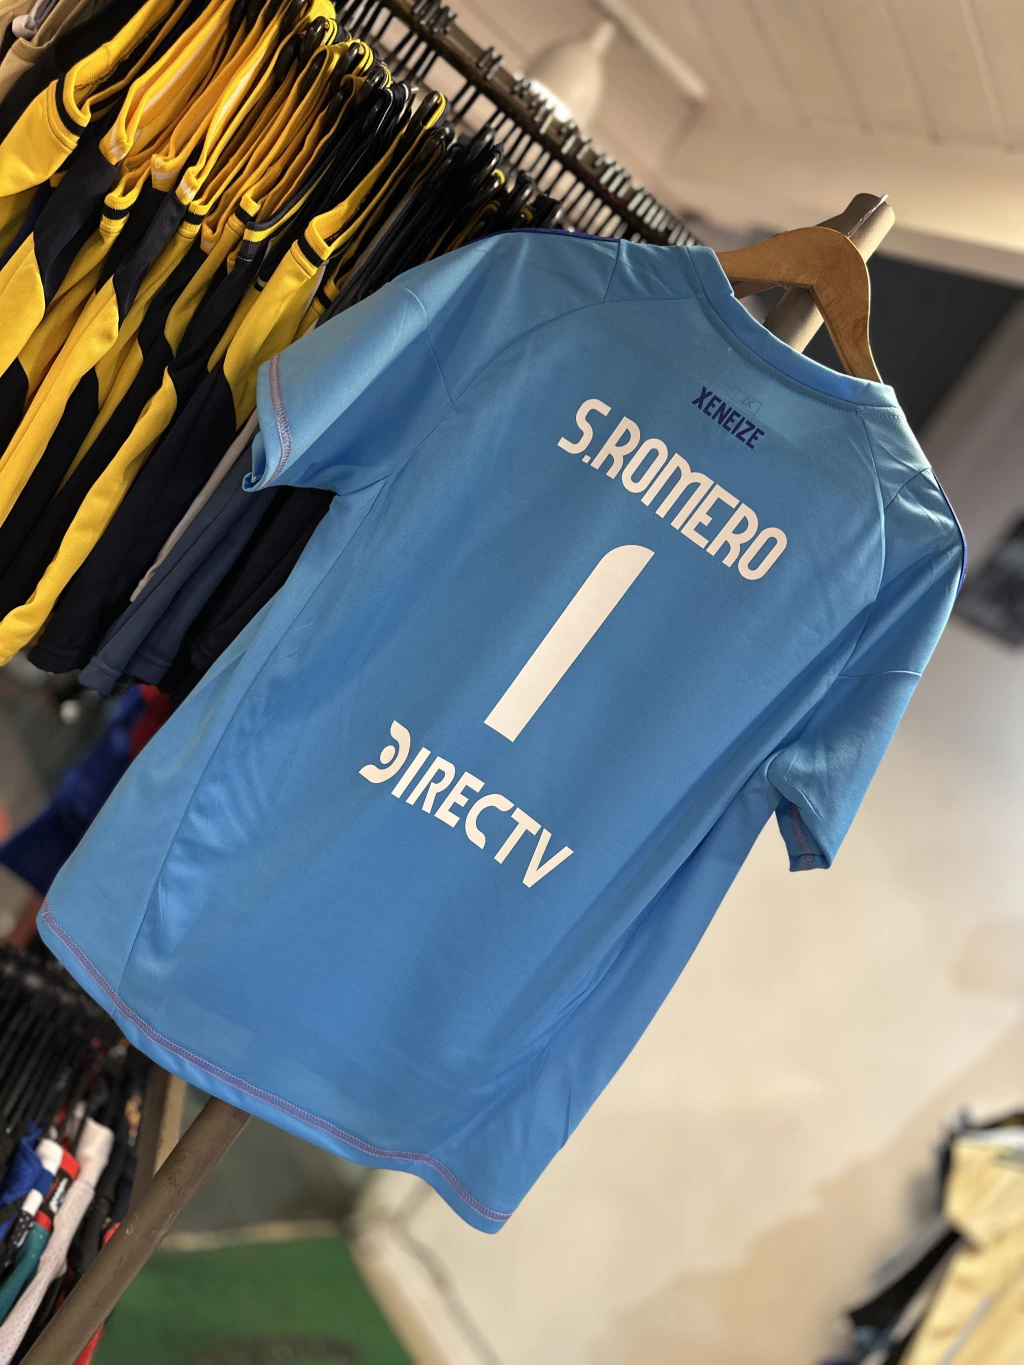 XENEIZE
S.ROMERO
1
DIRECTV